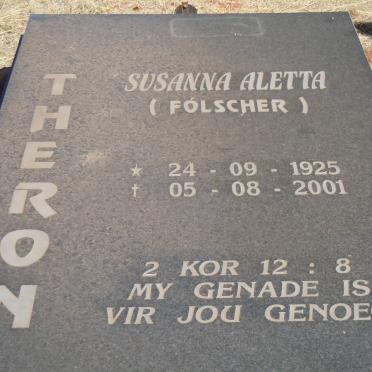 THERON
SUSANNA ALETTA
( FÖLSCHER )
★ 24 - 09 - 1925
† 05 - 08 - 2001
2 KOR 12 : 8
MY GENADE IS
VIR JOU